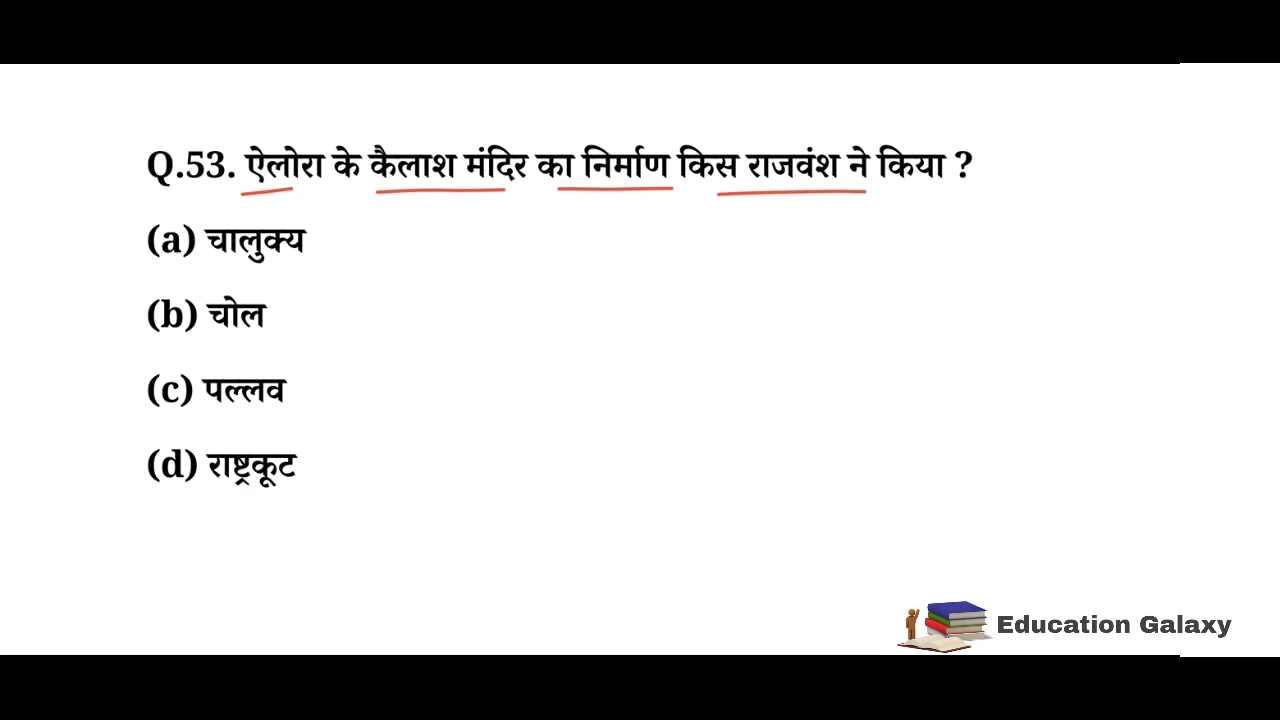 Q.53. ऐलोरा के कैलाश मंदिर का निर्माण किस राजवंश ने किया ?
(a) चालुक्य
(b) चोल
(c) पल्लव
(d) राष्ट्रकूट
Education Galaxy